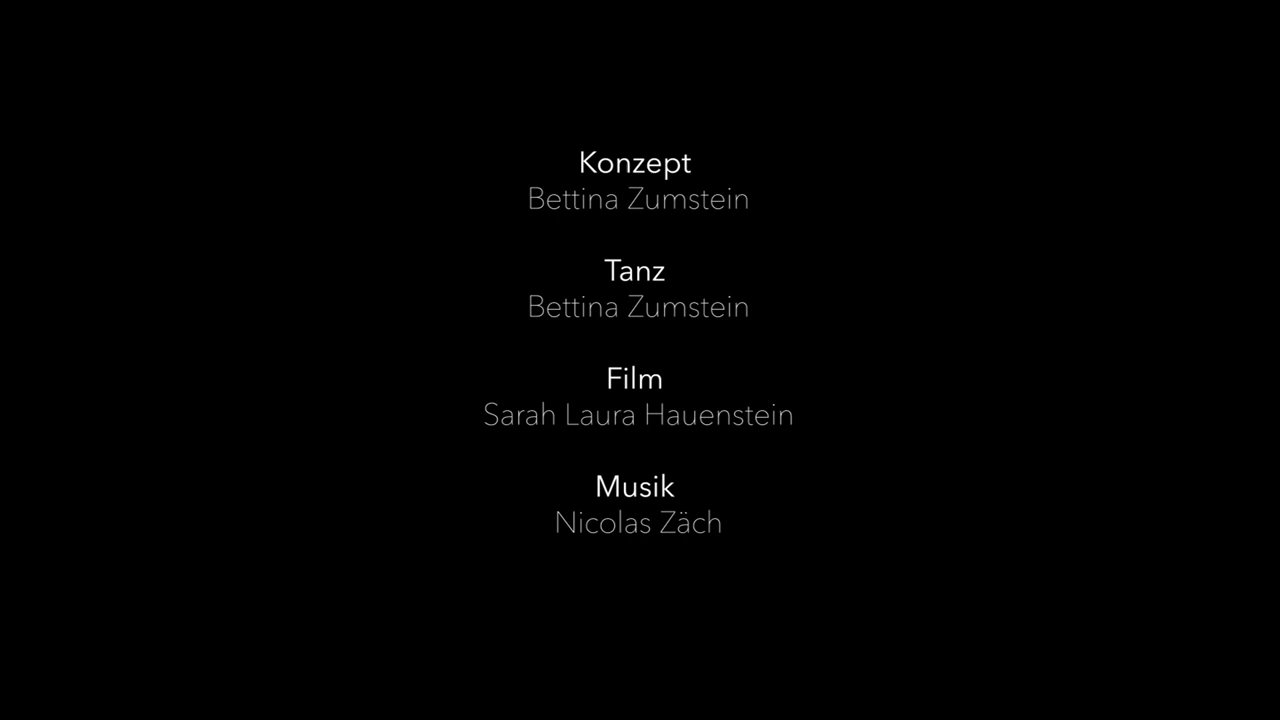 Konzept
Bettina Zumstein
Tanz
Bettina Zumstein
Film
Sarah Laura Hauenstein
Musik
Nicolas Zäch